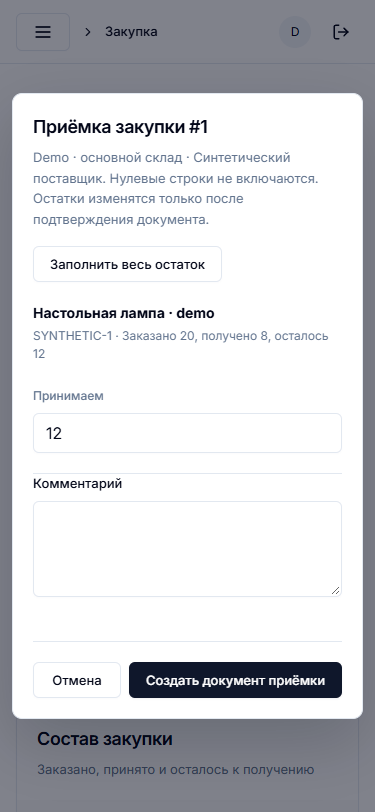 Закупка
D
Приёмка закупки #1
Demo · основной склад · Синтетический
поставщик. Нулевые строки не включаются.
Остатки изменятся только после
подтверждения документа.
Заполнить весь остаток
Настольная лампа · demo
SYNTHETIC-1 · Заказано 20, получено 8, осталось
12
Принимаем
12
Комментарий
Отмена
Создать документ приёмки
Состав закупки
Заказано, принято и осталось к получению